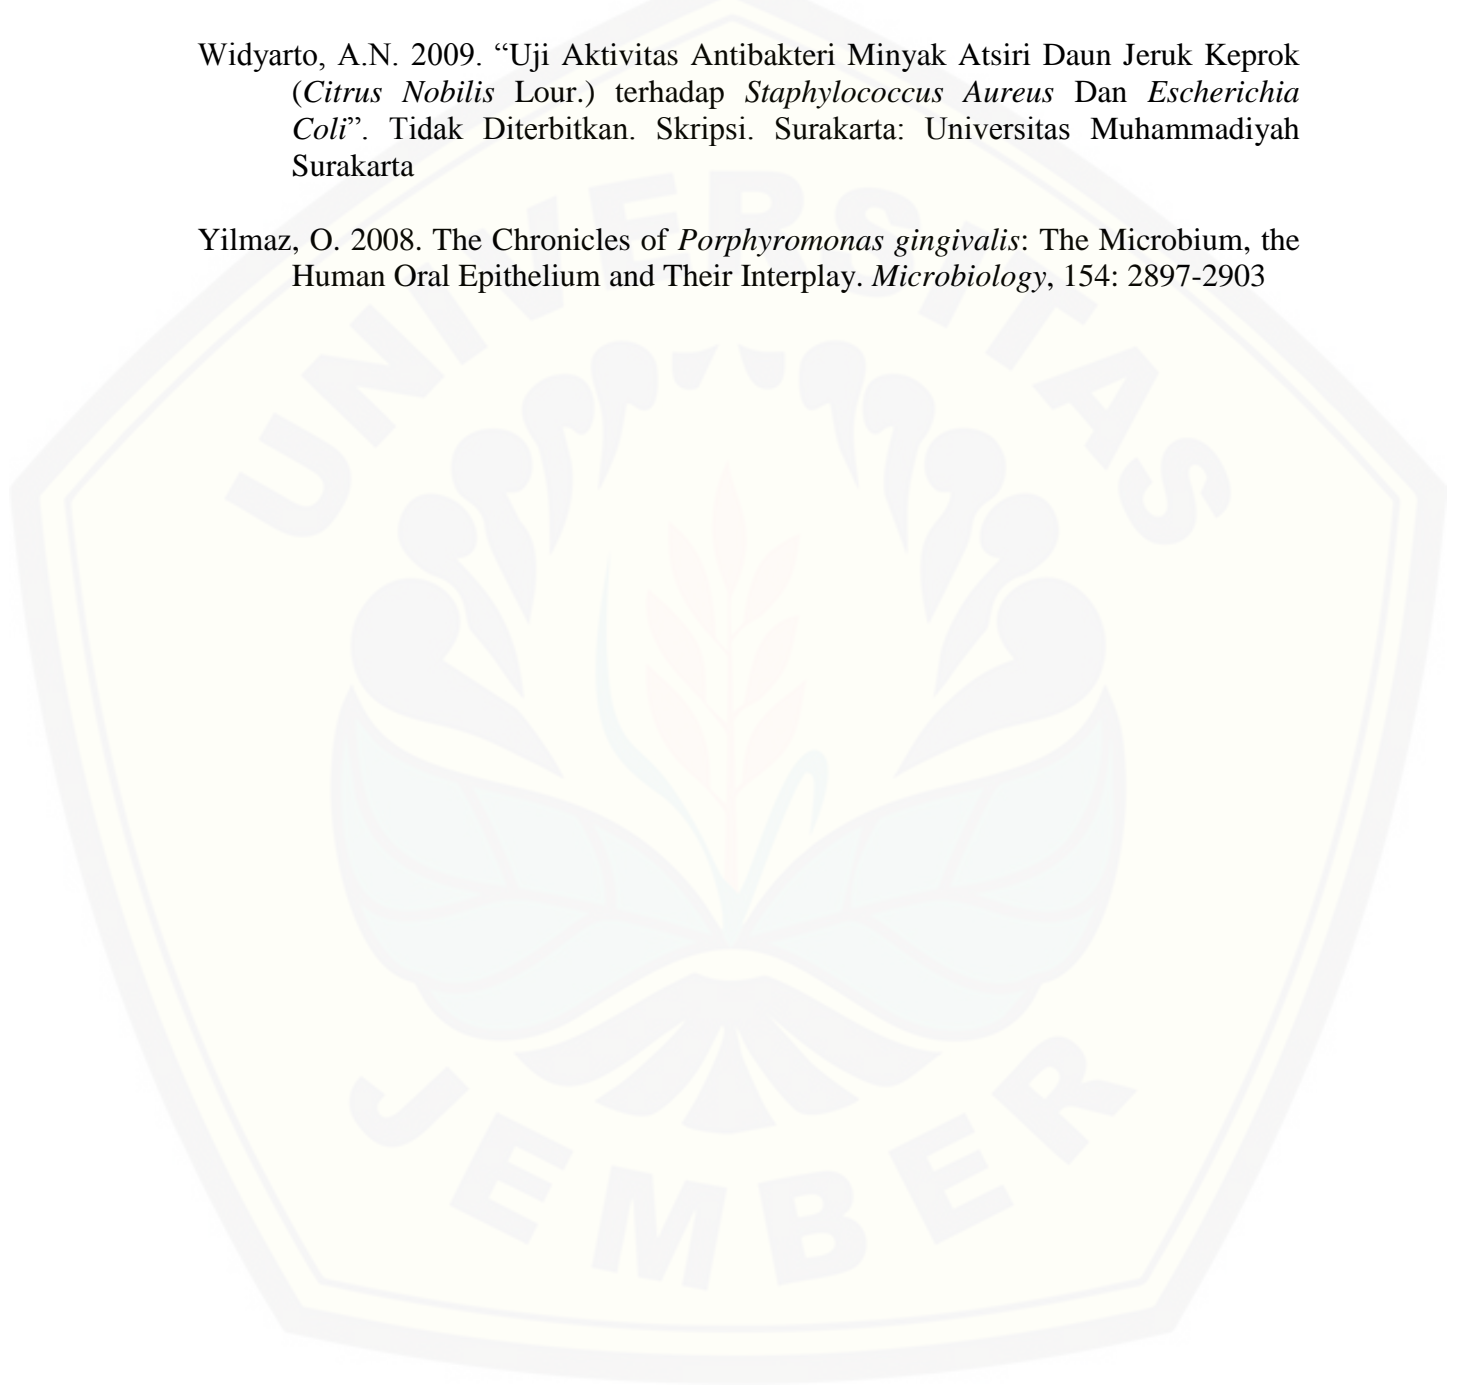 Widyarto, A.N. 2009. “Uji Aktivitas Antibakteri Minyak Atsiri Daun Jeruk Keprok
(Citrus Nobilis Lour.) terhadap Staphylococcus Aureus Dan Escherichia
Coli”. Tidak Diterbitkan. Skripsi. Surakarta: Universitas Muhammadiyah
Surakarta
Yilmaz, O. 2008. The Chronicles of Porphyromonas gingivalis: The Microbium, the
Human Oral Epithelium and Their Interplay. Microbiology, 154: 2897-2903
UNIVERSITAS
JEMBER